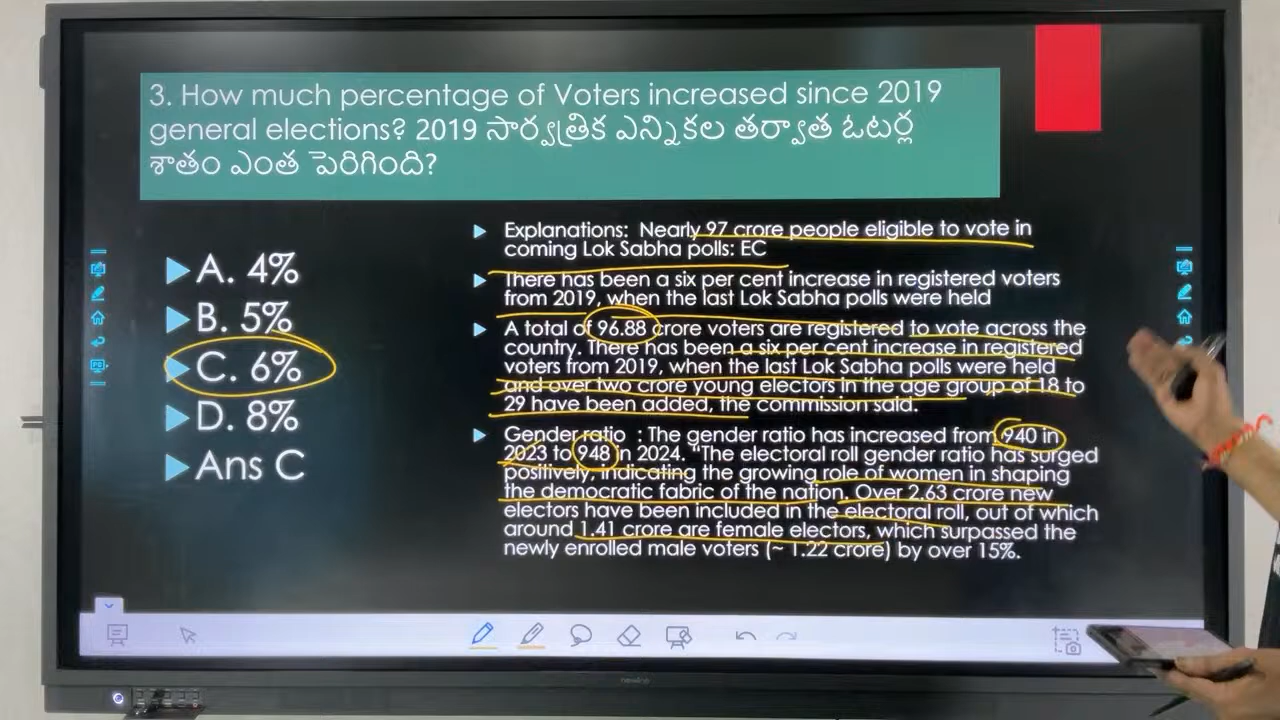 3. How much percentage of Voters increased since 2019
general elections? 2019 సార్వత్రిక ఎన్నికల తర్వాత ఓటర్ల
శాతం ఎంత పెరిగింది?
A. 4%
B. 5%
C. 6%
D. 8%
Ans C
Explanations: Nearly 97 crore people eligible to vote in
coming Lok Sabha polls: EC
There has been a six per cent increase in registered voters
from 2019, when the last Lok Sabha polls were held
A total of 96.88 crore voters are registered to vote across the
country. There has been a six per cent increase in registered
voters from 2019, when the last Lok Sabha polls were held
and over two crore young electors in the age group of 18 to
29 have been added, the commission said.
Gender ratio : The gender ratio has increased from 940 in
2023 to 948 in 2024. “The electoral roll gender ratio has surged
positively, indicating the growing role of women in shaping
the democratic fabric of the nation. Over 2.63 crore new
electors have been included in the electoral roll, out of which
around 1.41 crore are female electors, which surpassed the
newly enrolled male voters (~ 1.22 crore) by over 15%.